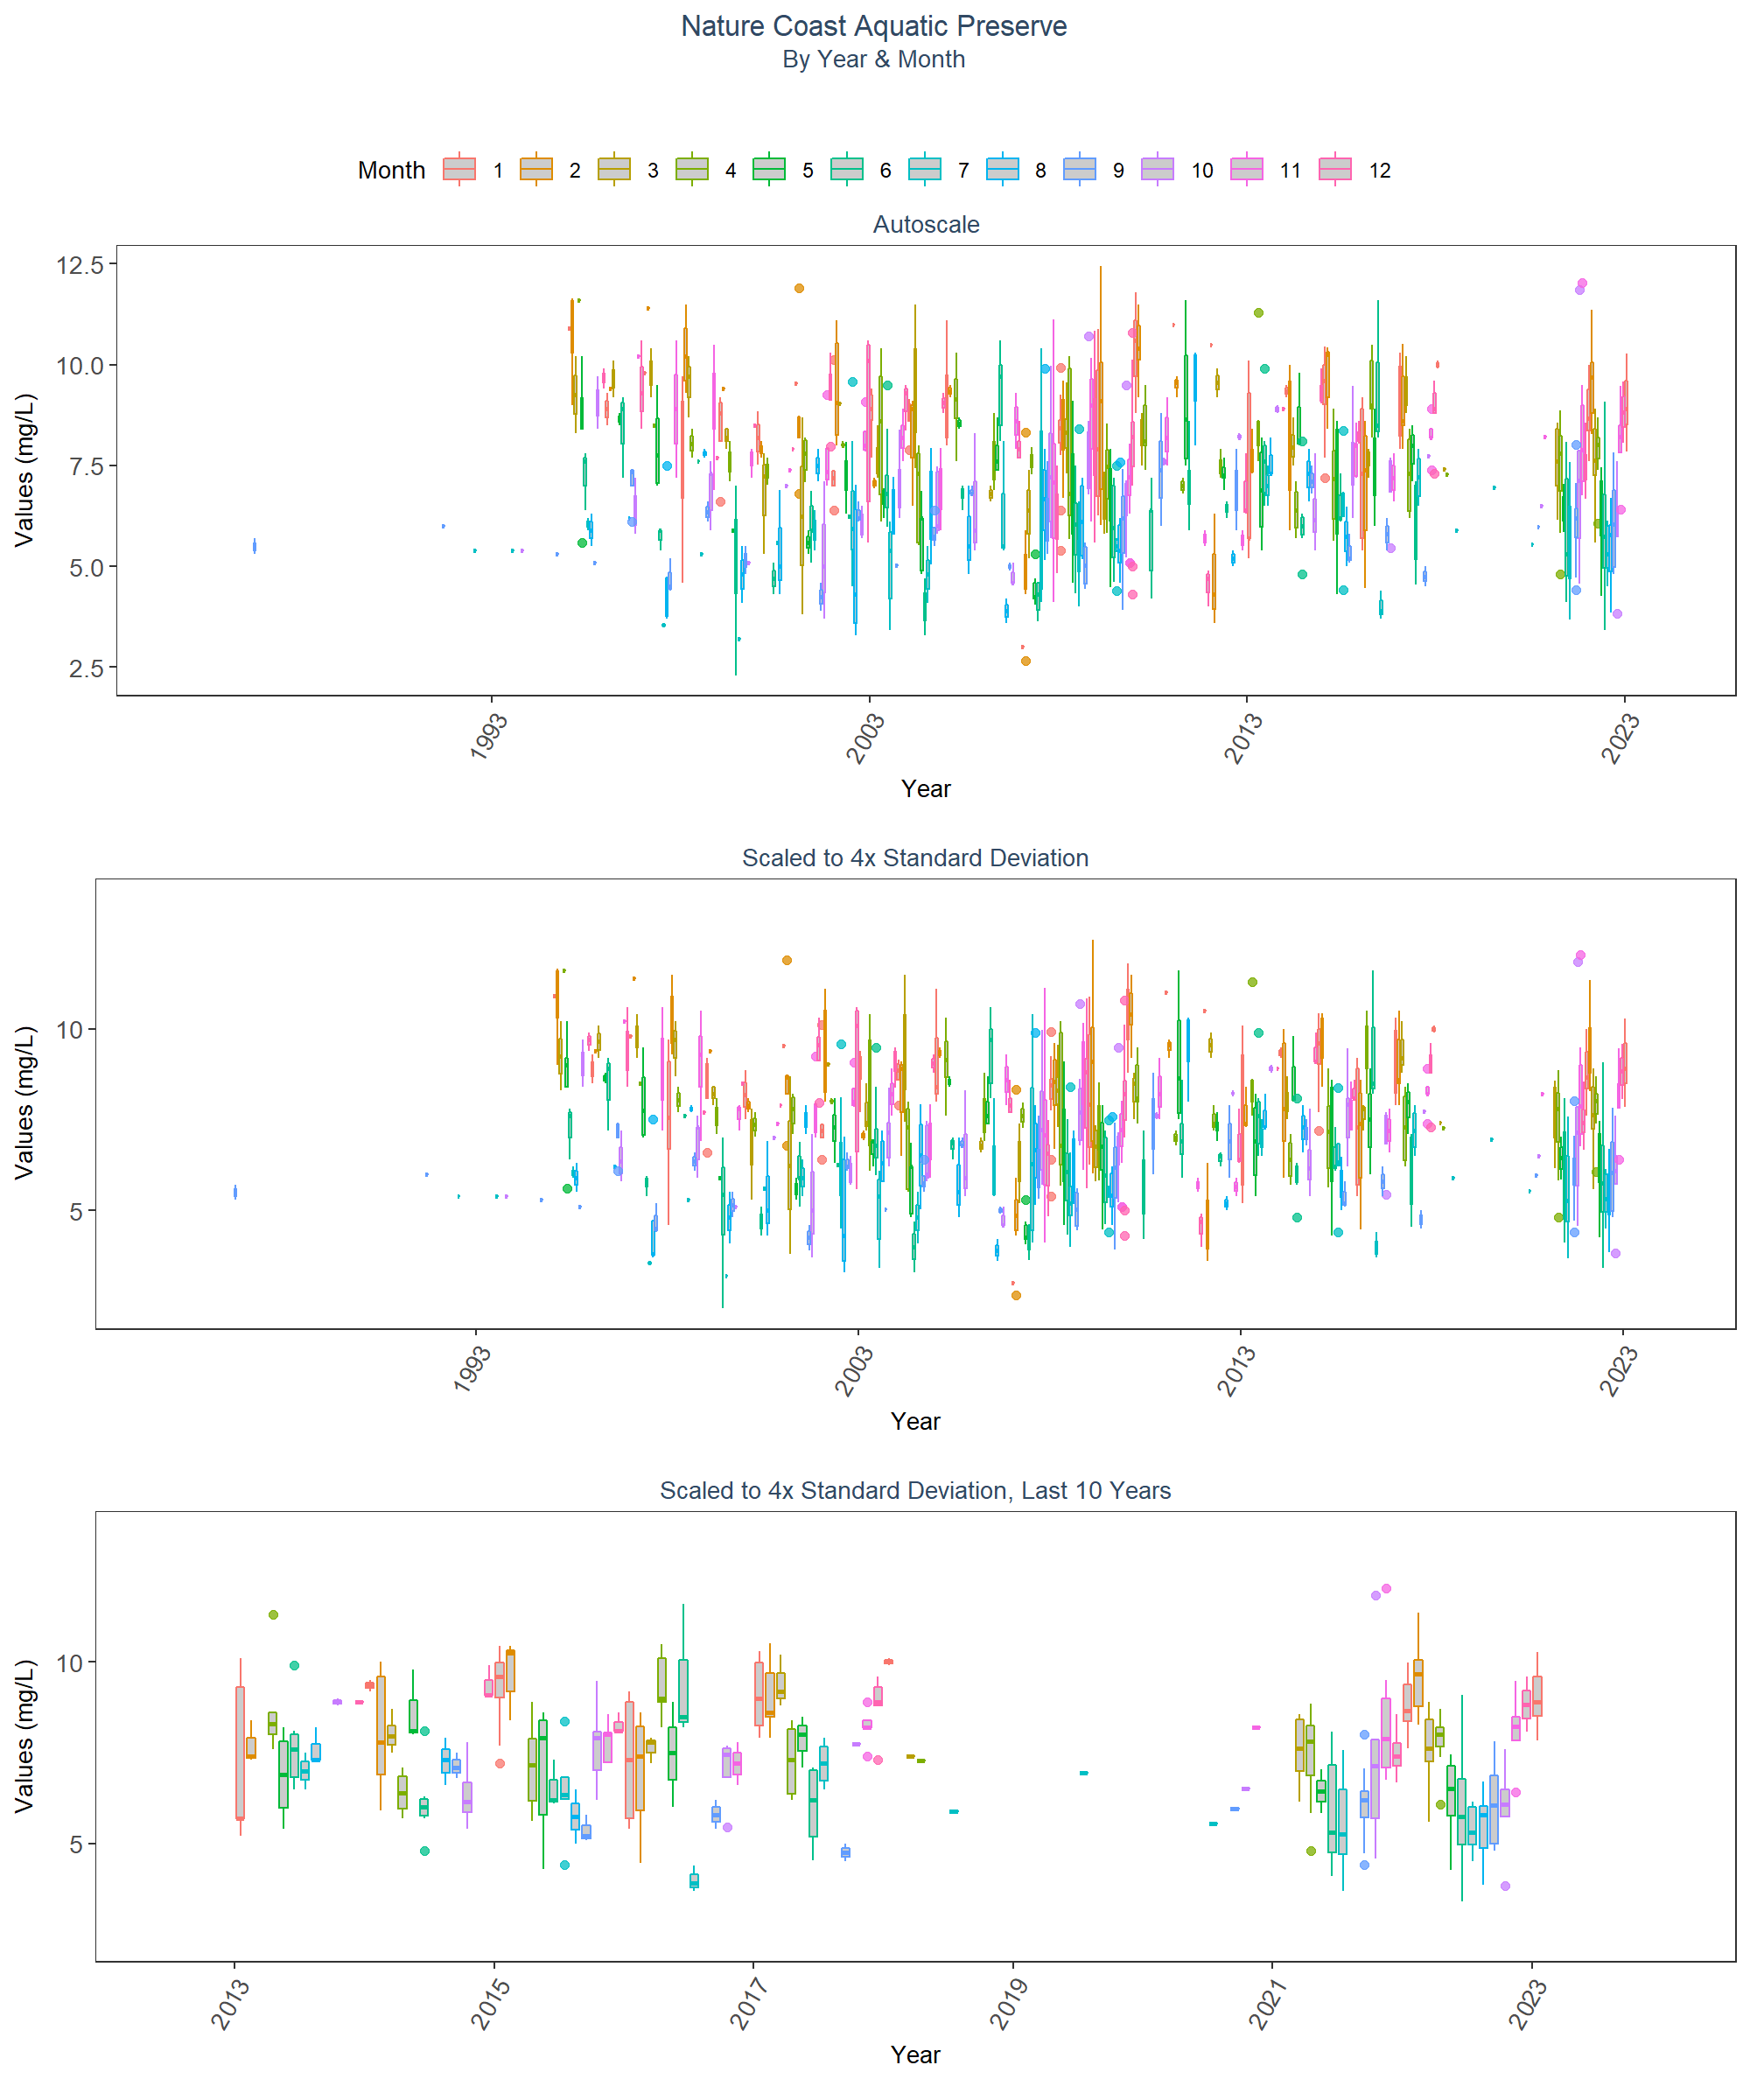 Nature Coast Aquatic Preserve
By Year & Month
Month 1 2 3 4 5 6 7 8 9 10 11 12
Autoscale
Values (mg/L)
12.5
10.0
7.5
5.0
2.5
1993 2003 2013 2023
Year
Scaled to 4x Standard Deviation
Values (mg/L)
10
5
1993 2003 2013 2023
Year
Scaled to 4x Standard Deviation, Last 10 Years
Values (mg/L)
10
5
2013 2015 2017 2019 2021 2023
Year